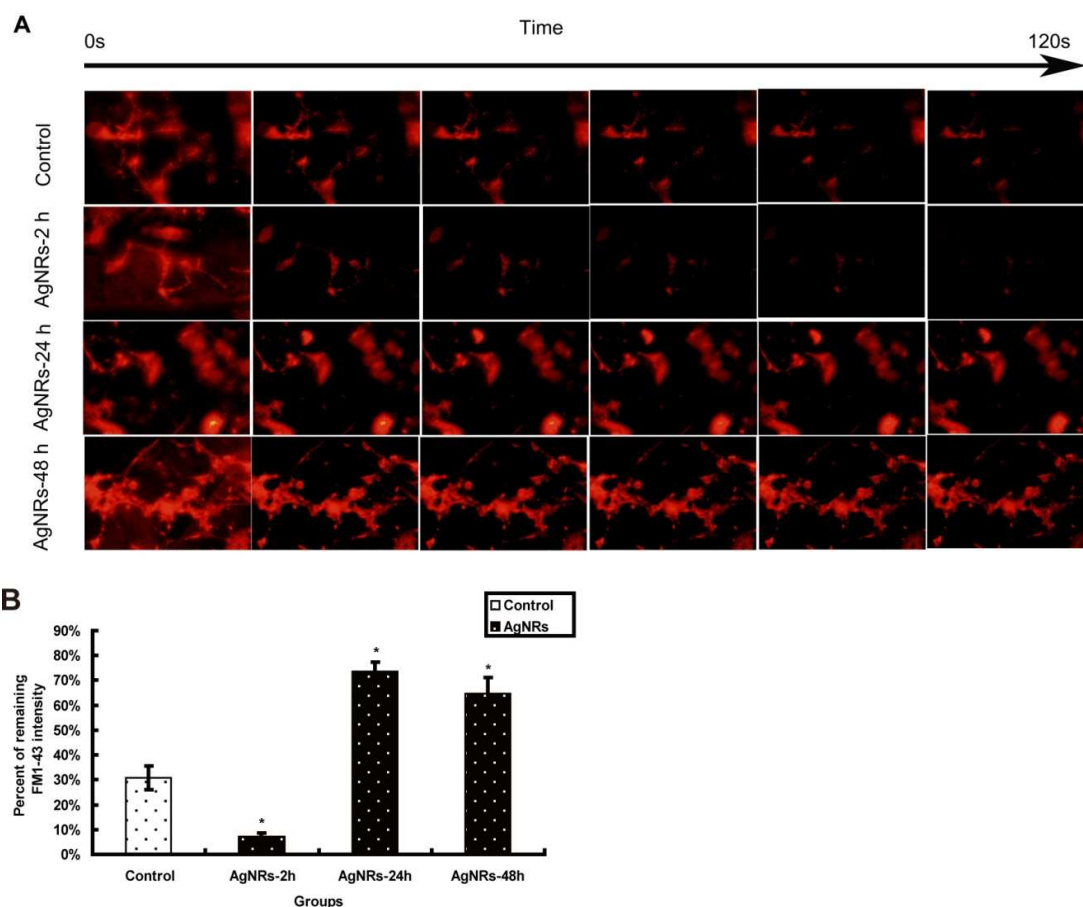 A
Time
0s
120s
Control
AgNRs-2 h
AgNRs-24 h
AgNRs-48 h
B
Control
AgNRs
90%
80%
70%
60%
50%
40%
30%
20%
10%
0%
Percent of remaining
FM1-43 intensity
*
*
*
Control
AgNRs-2h
AgNRs-24h
AgNRs-48h
Groups